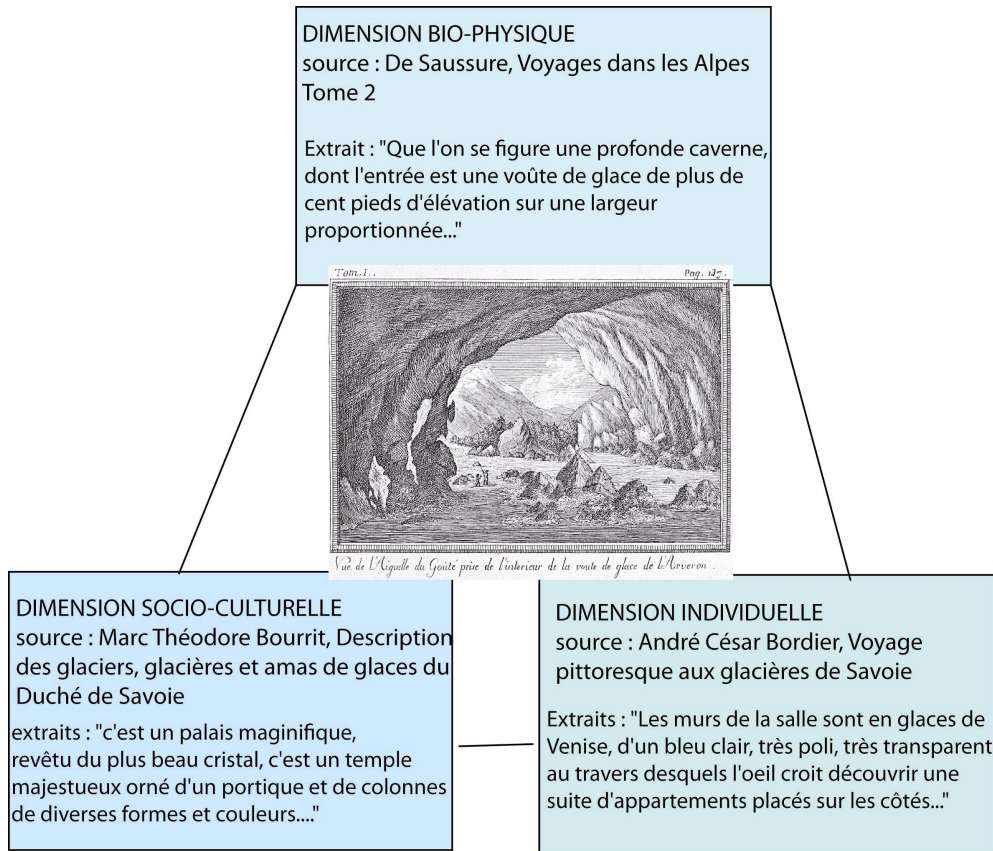 DIMENSION BIO-PHYSIQUE
source : De Saussure, Voyages dans les Alpes
Tome 2
Extrait : "Que l'on se figure une profonde caverne,
dont l'entrée est une voûte de glace de plus de
cent pieds d'élévation sur une largeur
proportionnée..."
Tom. I.. Pag. 137.
Vue de l'Aiguille du Goûté prise de l'interieur de la voute de glace de l'Arveron.
DIMENSION SOCIO-CULTURELLE
source : Marc Théodore Bourrit, Description
des glaciers, glacières et amas de glaces du
Duché de Savoie
extraits : "c'est un palais maginifique,
revêtu du plus beau cristal, c'est un temple
majestueux orné d'un portique et de colonnes
de diverses formes et couleurs...."
DIMENSION INDIVIDUELLE
source : André César Bordier, Voyage
pittoresque aux glacières de Savoie
Extraits : "Les murs de la salle sont en glaces de
Venise, d'un bleu clair, très poli, très transparent
au travers desquels l'oeil croit découvrir une
suite d'appartements placés sur les côtés..."